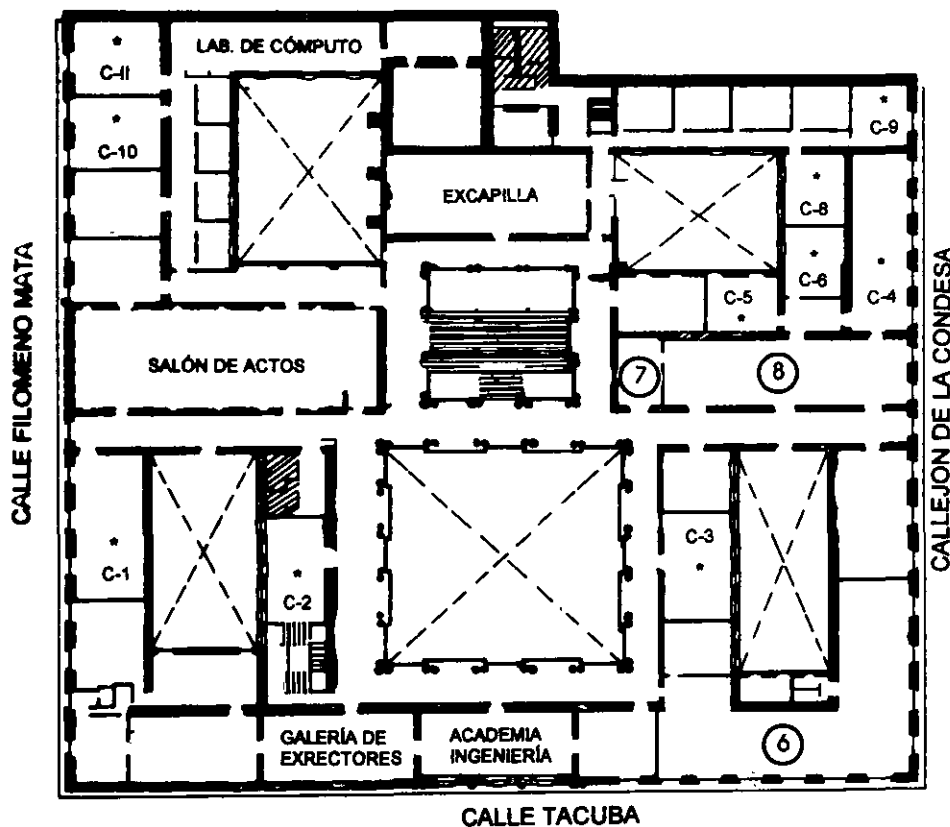 LAB. DE CÓMPUTO
* C-11
* C-10
* C-9
EXCAPILLA
* C-8
* C-6
C-5 *
* C-4
SALÓN DE ACTOS
7
8
CALLE FILOMENO MATA
CALLEJON DE LA CONDESA
* C-1
* C-2
C-3 *
GALERÍA DE
EXRECTORES
ACADEMIA
INGENIERÍA
6
CALLE TACUBA